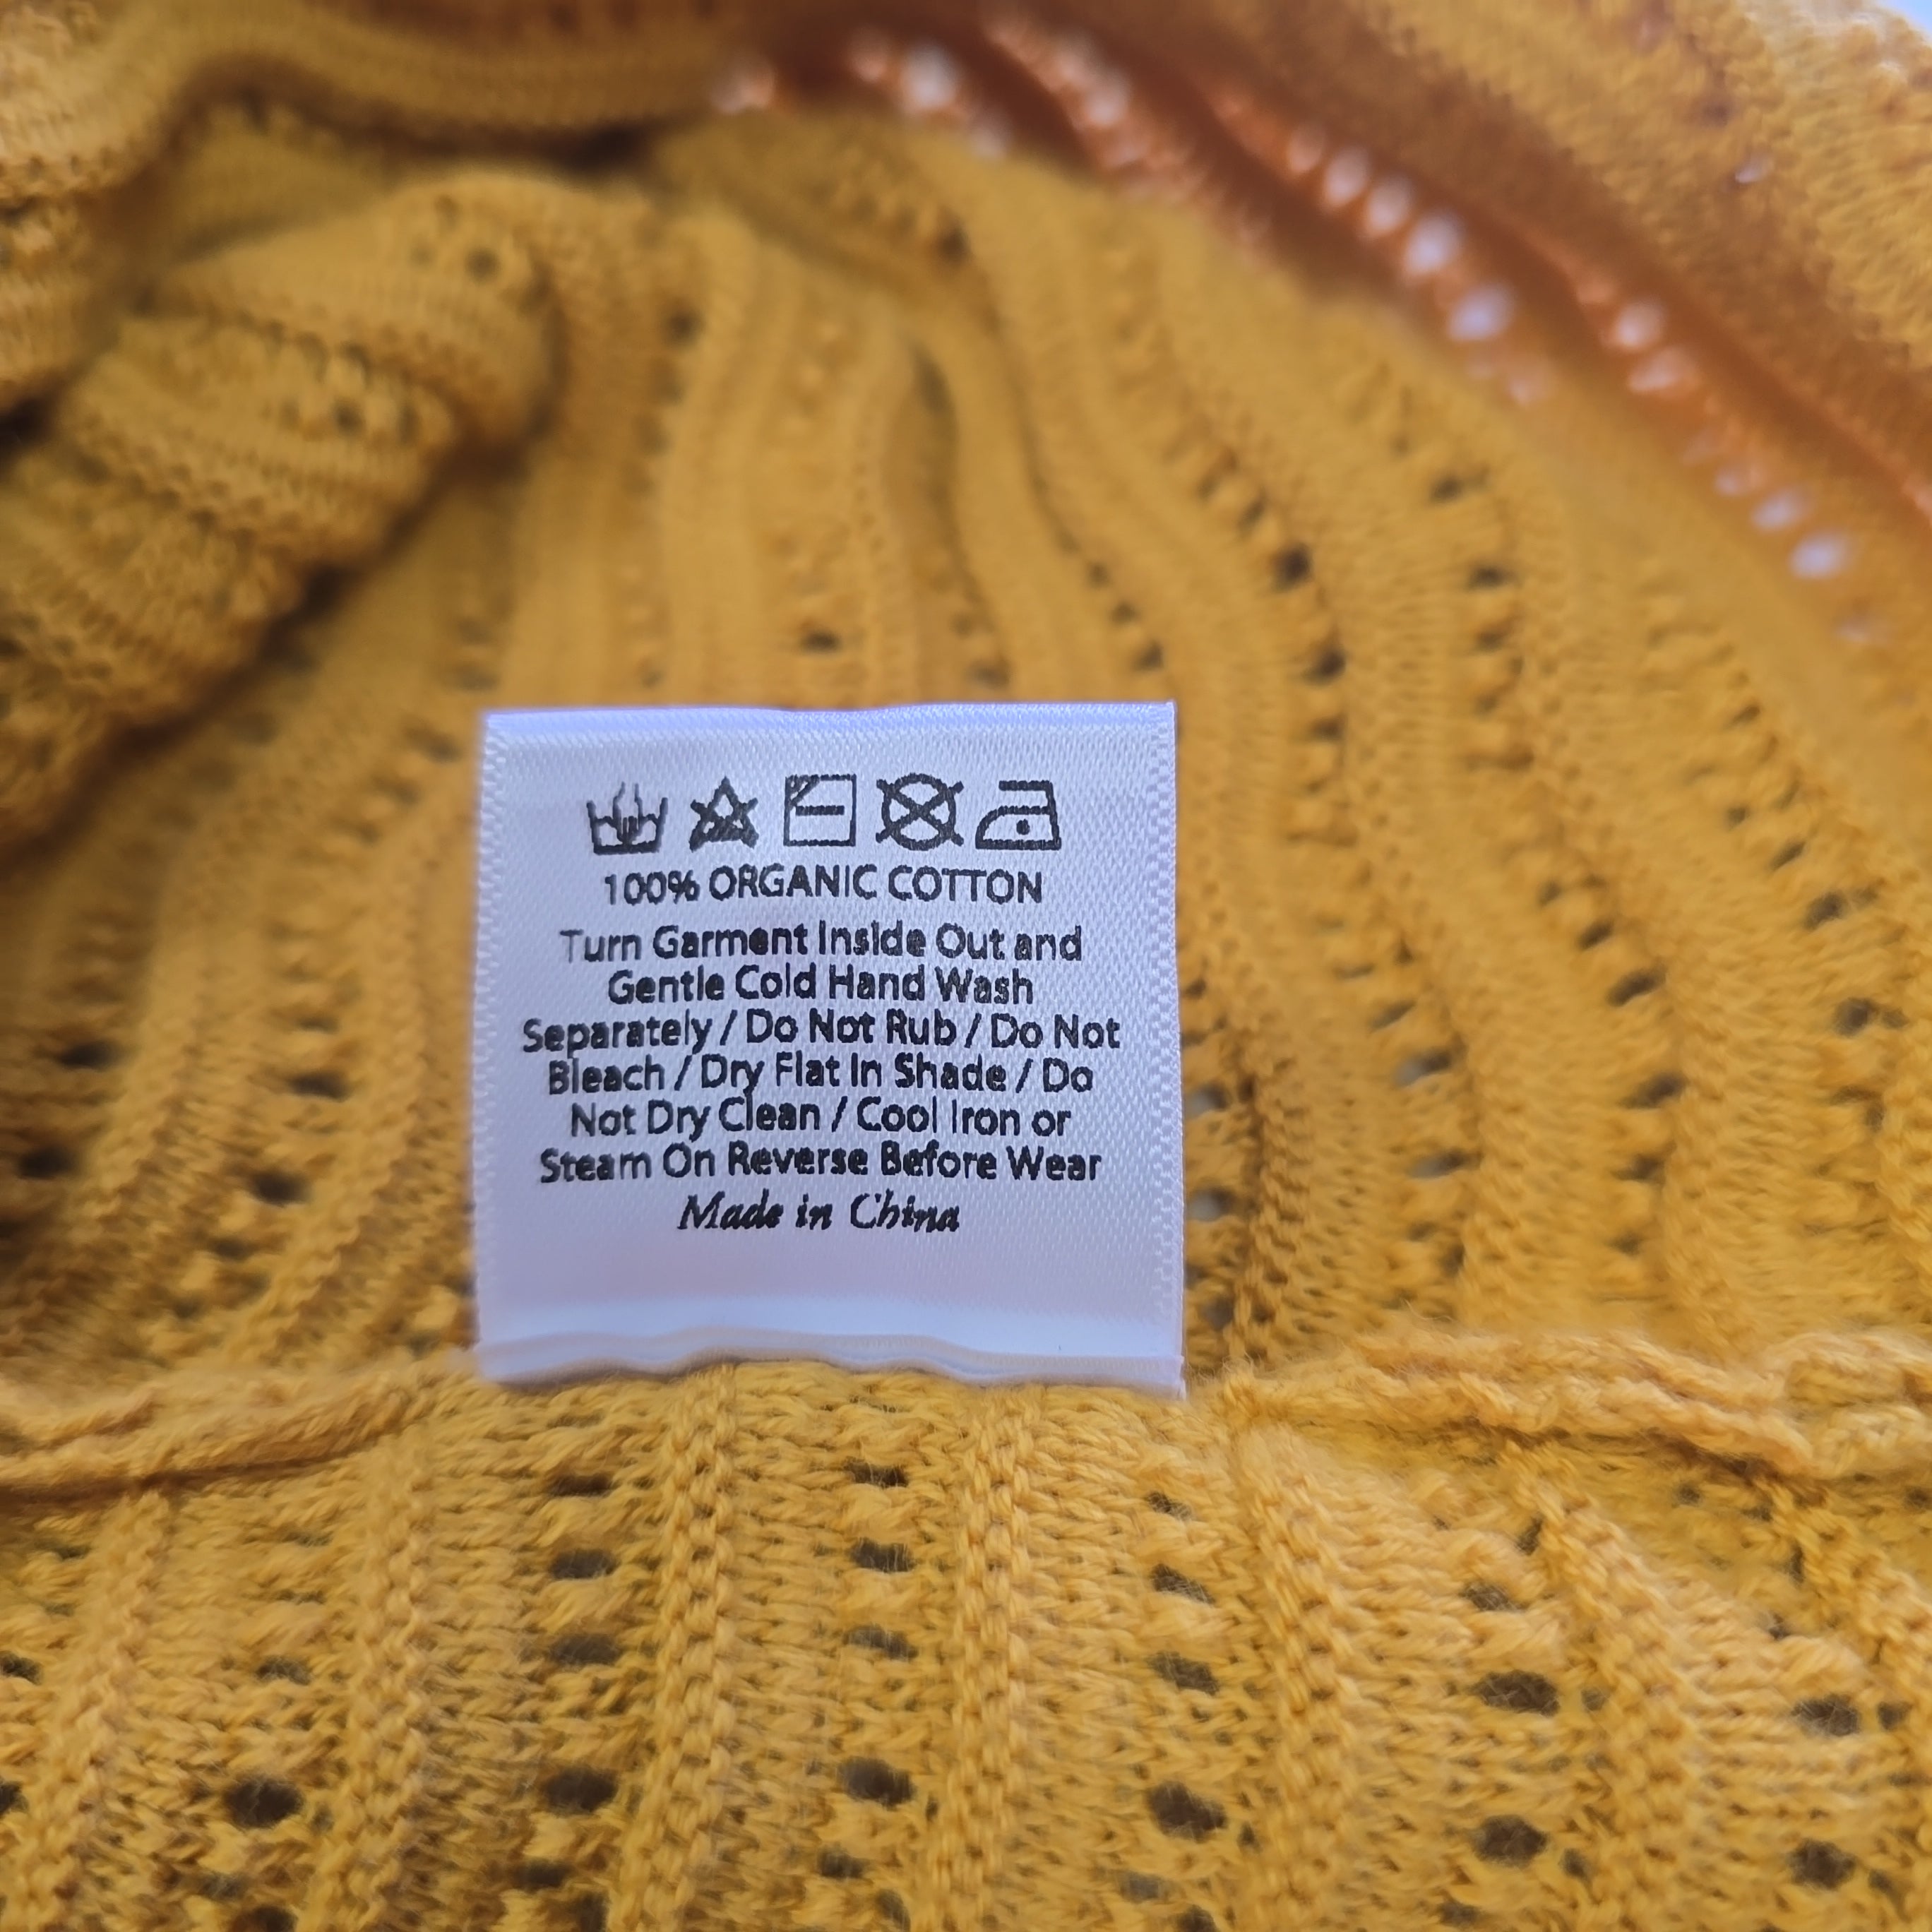 100% ORGANIC COTTON
Turn Garment Inside Out and
Gentle Cold Hand Wash
Separately / Do Not Rub / Do Not
Bleach / Dry Flat In Shade / Do
Not Dry Clean / Cool Iron or
Steam On Reverse Before Wear
Made in China